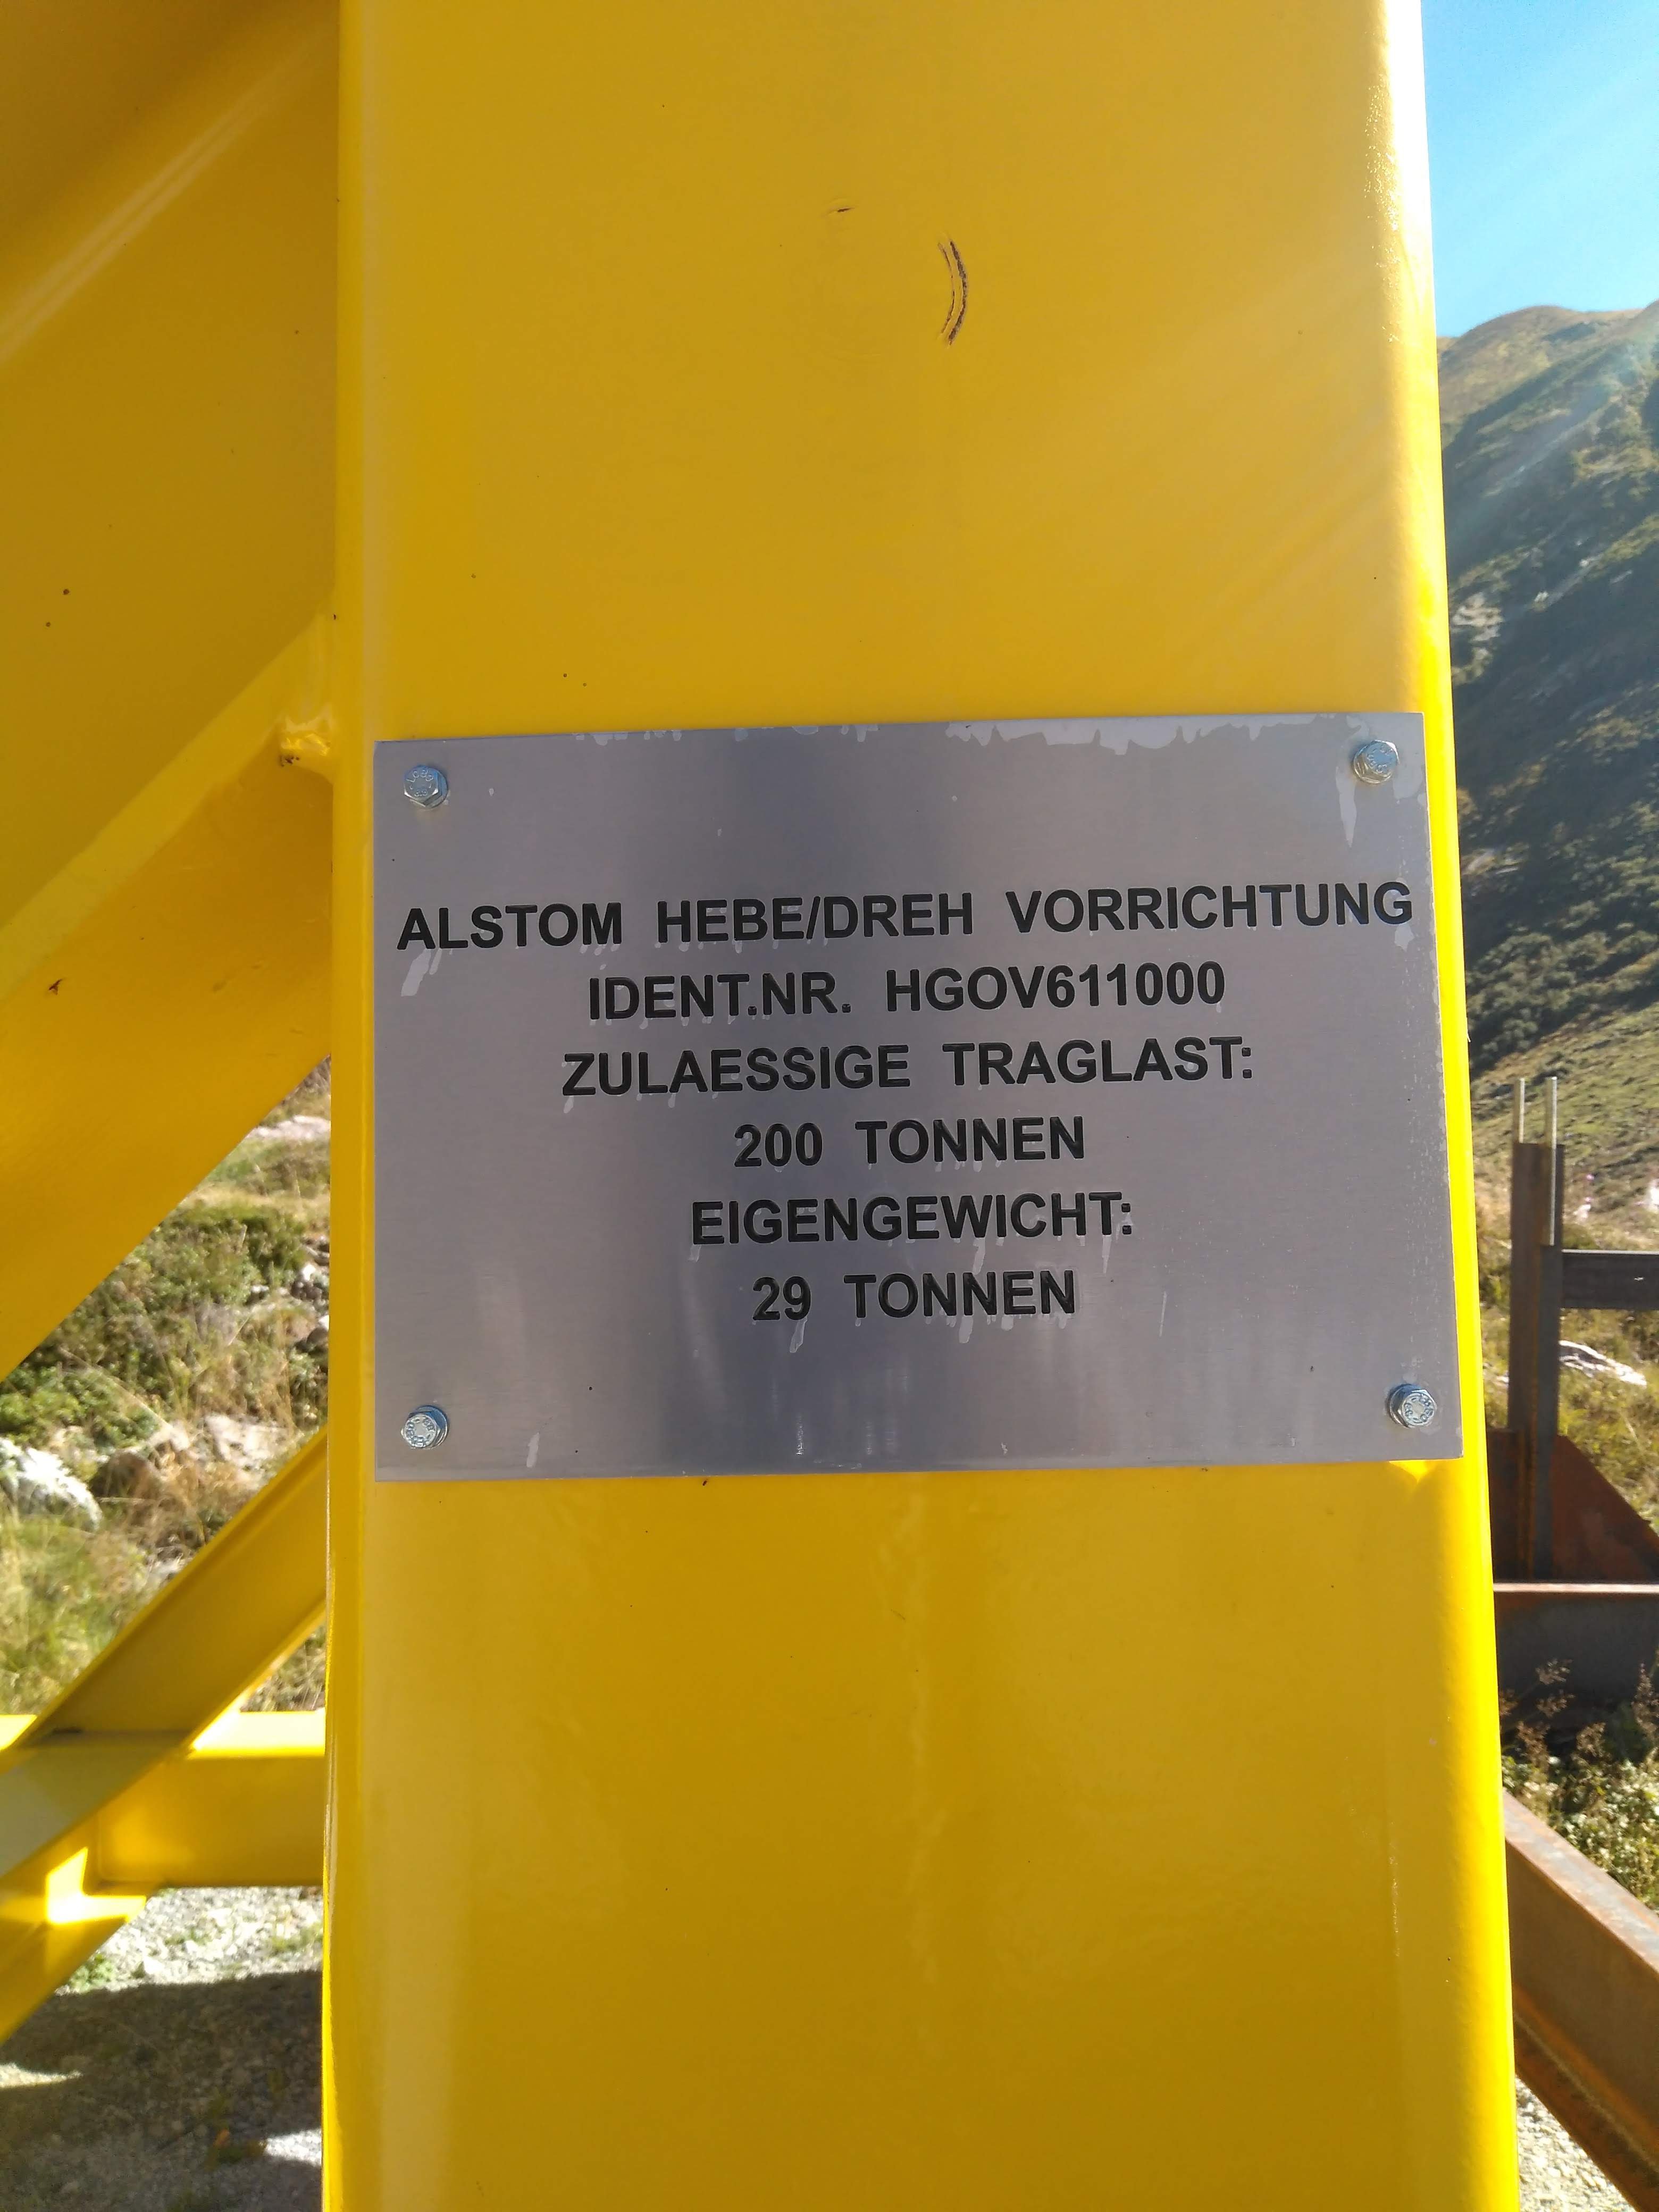 ALSTOM HEBE/DREH VORRICHTUNG
IDENT.NR. HGOV611000
ZULAESSIGE TRAGLAST:
200 TONNEN
EIGENGEWICHT:
29 TONNEN